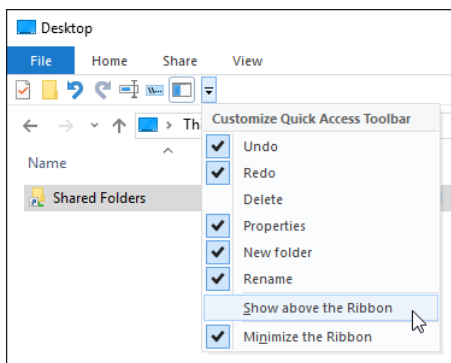 Desktop
File Home Share View
Th
Customize Quick Access Toolbar
Undo
Name
Redo
Shared Folders
Delete
Properties
New folder
Rename
Show above the Ribbon
Minimize the Ribbon